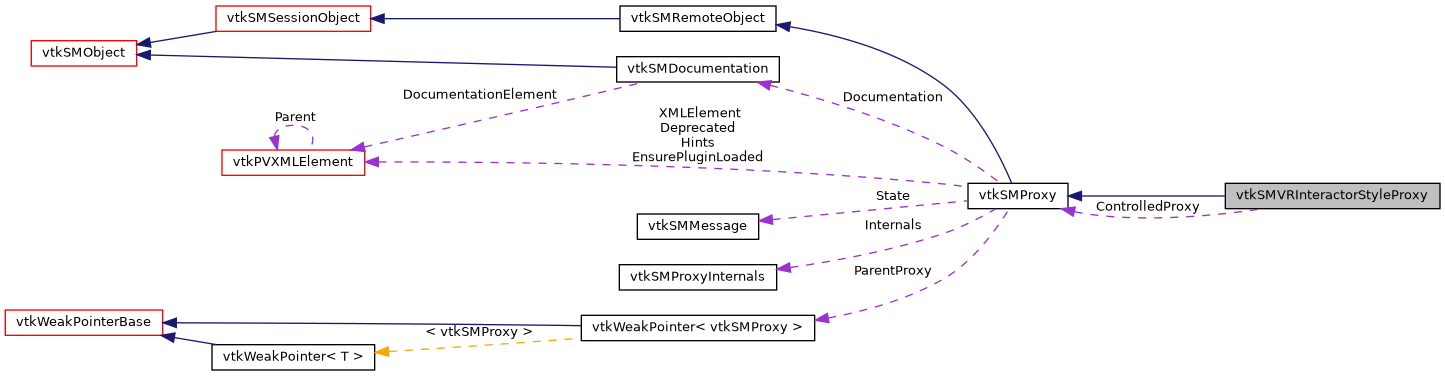 vtkSMSessionObject
vtkSMRemoteObject
vtkSMObject
vtkSMDocumentation
DocumentationElement
Documentation
Parent
XMLElement
Deprecated
Hints
EnsurePluginLoaded
vtkPVXMLElement
vtkSMProxy
vtkSMVRInteractorStyleProxy
State
ControlledProxy
vtkSMMessage
Internals
vtkSMProxyInternals
ParentProxy
vtkWeakPointerBase
vtkWeakPointer< vtkSMProxy >
< vtkSMProxy >
vtkWeakPointer< T >